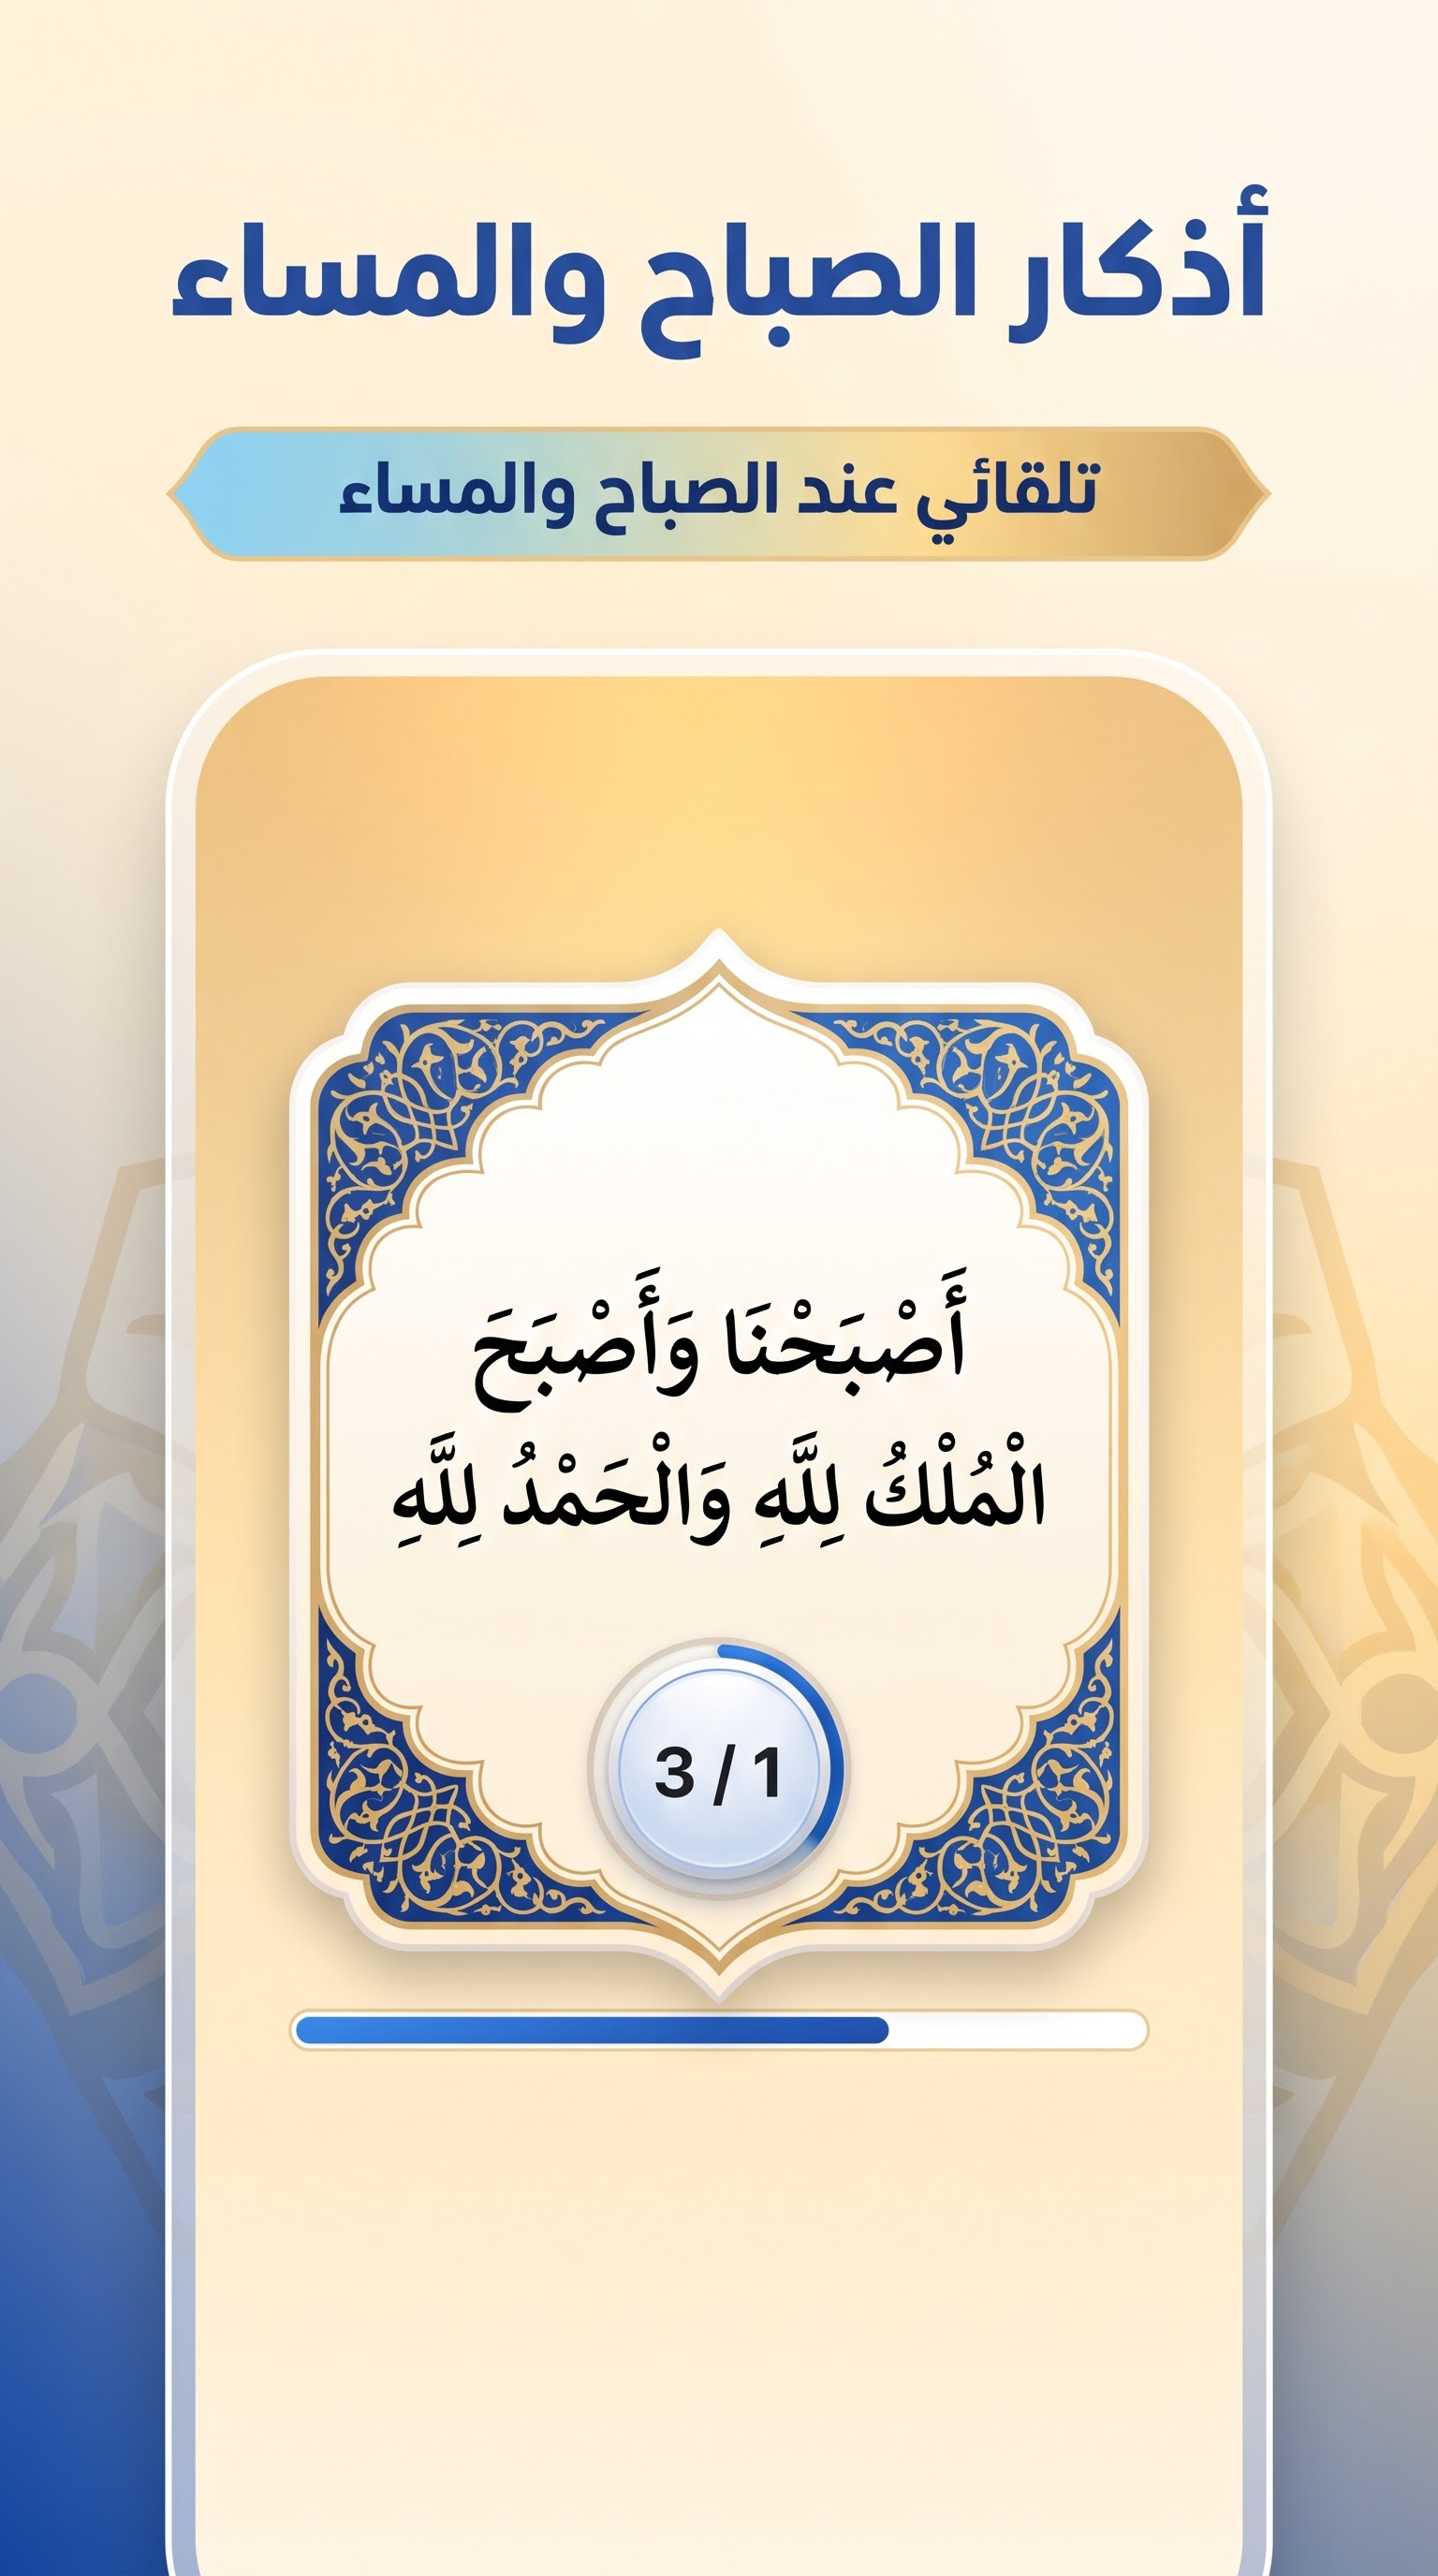 أذكار الصباح والمساء
تلقائي عند الصباح والمساء
أَصْبَحْنَا وَأَصْبَحَ
الْمُلْكُ لِلَّهِ وَالْحَمْدُ لِلَّهِ
3 / 1